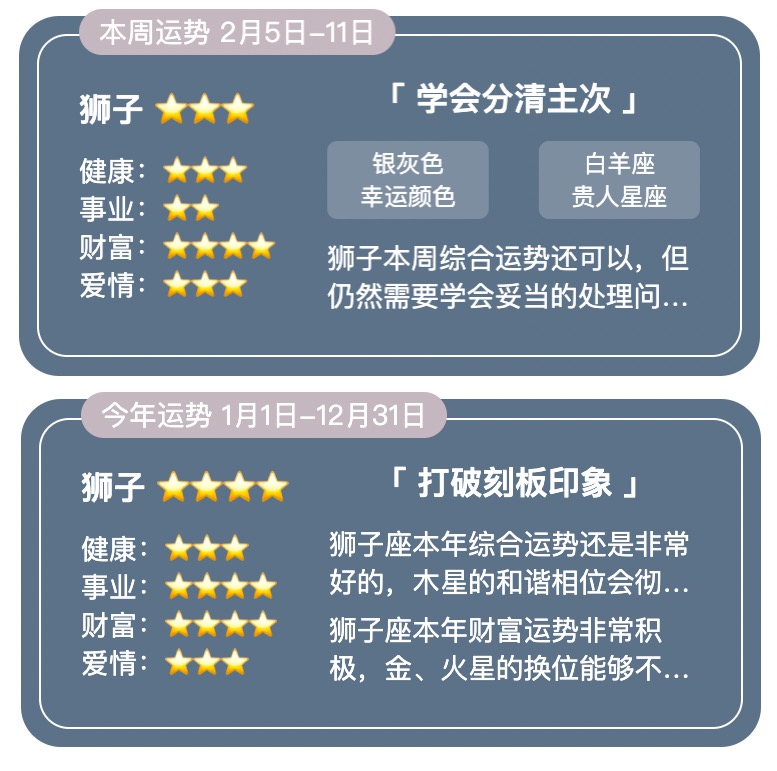 本周运势 2月5日-11日
狮子 ⭐⭐⭐
健康：⭐⭐⭐
事业：⭐⭐
财富：⭐⭐⭐⭐
爱情：⭐⭐⭐
「 学会分清主次 」
银灰色
幸运颜色
白羊座
贵人星座
狮子本周综合运势还可以，但
仍然需要学会妥当的处理问...
今年运势 1月1日-12月31日
狮子 ⭐⭐⭐⭐
健康：⭐⭐⭐
事业：⭐⭐⭐⭐
财富：⭐⭐⭐⭐
爱情：⭐⭐⭐
「 打破刻板印象 」
狮子座本年综合运势还是非常
好的，木星的和谐相位会彻...
狮子座本年财富运势非常积
极，金、火星的换位能够不...